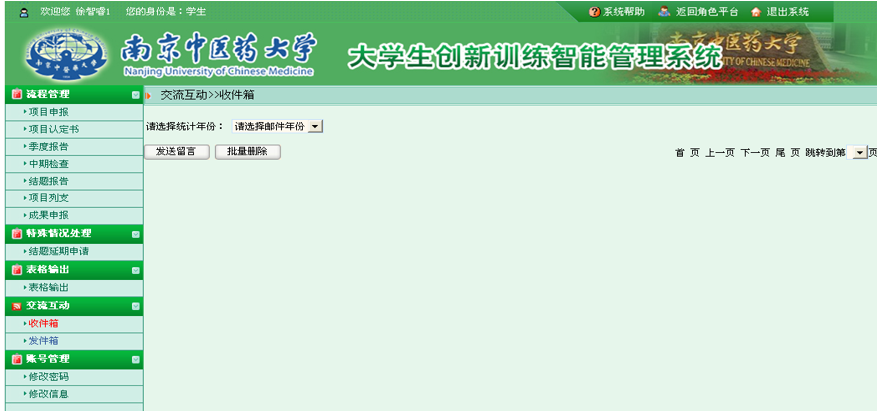 欢迎您 徐智睿1 您的身份是：学生
系统帮助 返回角色平台 退出系统
南京中医药大学
Nanjing University of Chinese Medicine
大学生创新训练智能管理系统
流程管理
项目申报
项目认定书
季度报告
中期检查
结题报告
项目列支
成果申报
特殊情况处理
结题延期申请
表格输出
表格输出
交流互动
收件箱
发件箱
账号管理
修改密码
修改信息
交流互动>>收件箱
请选择统计年份： 请选择邮件年份
发送留言 批量删除
首 页 上一页 下一页 尾 页 跳转到第 页